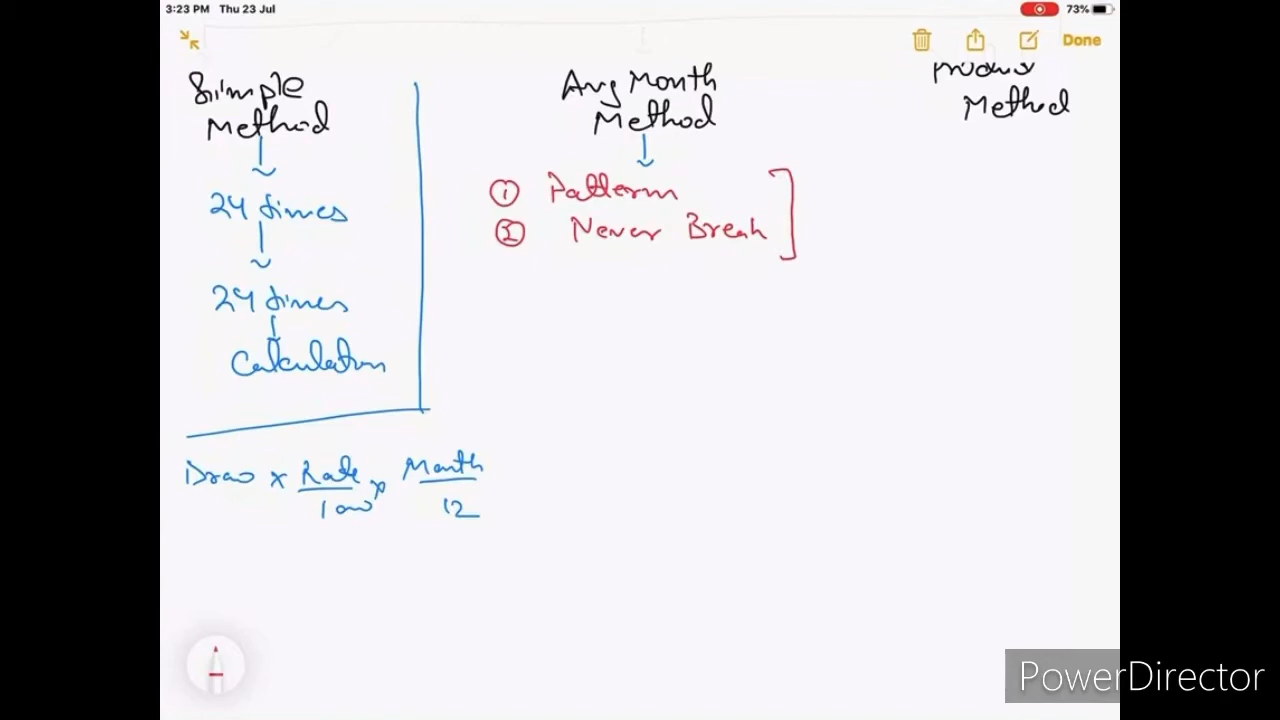 3:23 PM Thu 23 Jul
73%
Done
Simple
Method
24 times
24 times
Calculation
Avg Month
Method
① Pattern
② Never Break
Product
Method
Draw × Rate/100 × Month/12
PowerDirector